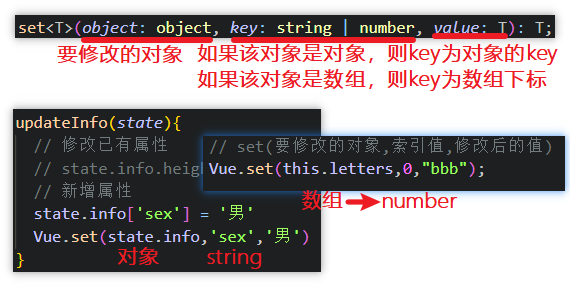 set<T>(object: object, key: string | number, value: T): T;
要修改的对象 如果该对象是对象，则key为对象的key
如果该对象是数组，则key为数组下标
updateInfo(state){
// 修改已有属性
// state.info.heigh
// 新增属性
state.info['sex'] = '男'
Vue.set(state.info,'sex','男')
}
对象 string
// set(要修改的对象,索引值,修改后的值)
Vue.set(this.letters,0,"bbb");
数组 number